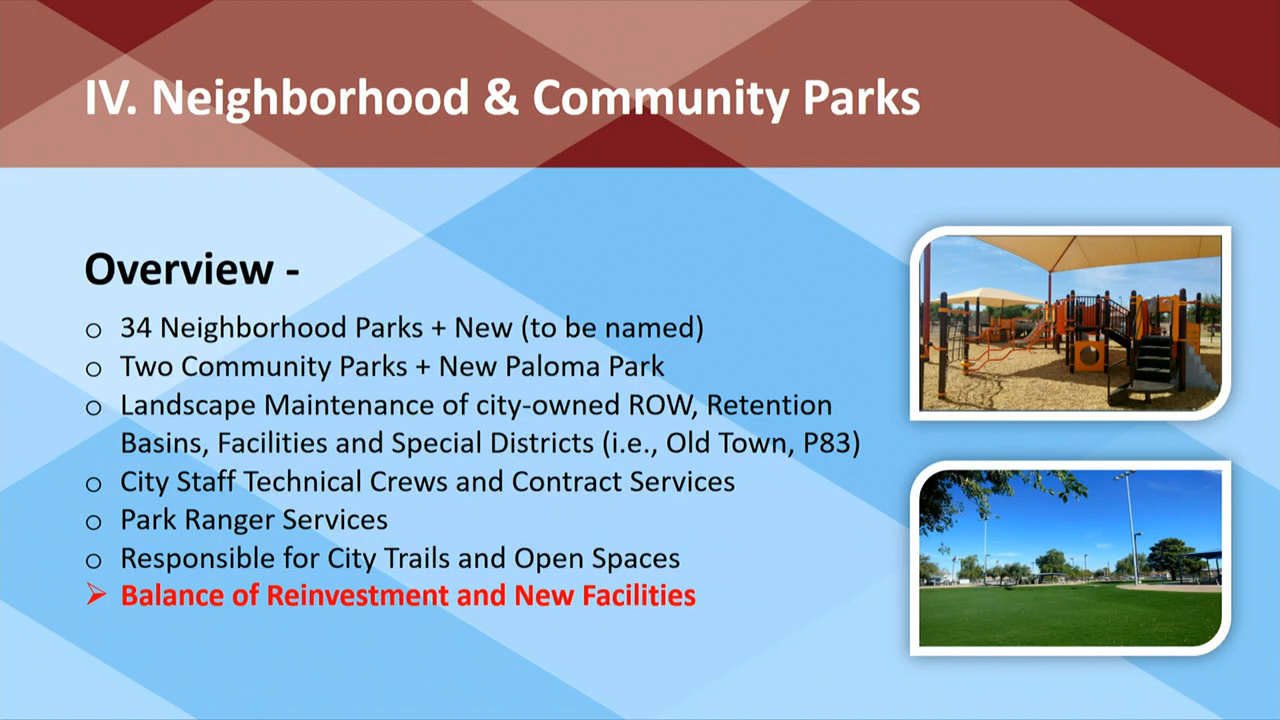 IV. Neighborhood & Community Parks
Overview -
o 34 Neighborhood Parks + New (to be named)
o Two Community Parks + New Paloma Park
o Landscape Maintenance of city-owned ROW, Retention
Basins, Facilities and Special Districts (i.e., Old Town, P83)
o City Staff Technical Crews and Contract Services
o Park Ranger Services
o Responsible for City Trails and Open Spaces
➢ Balance of Reinvestment and New Facilities